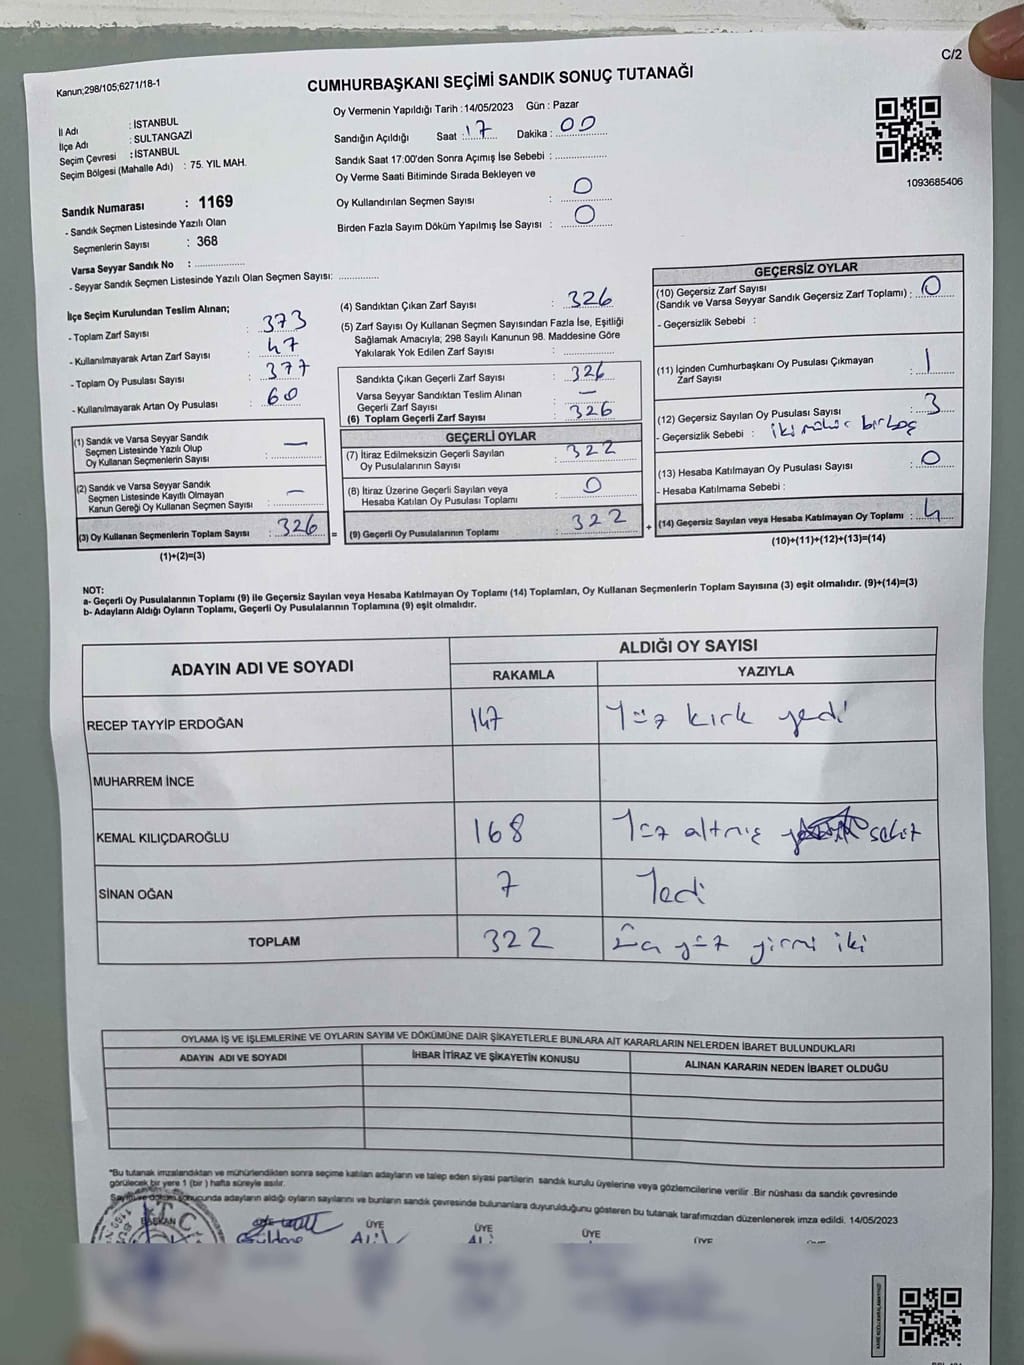 Kanun;298/105;6271/18-1
C/2
CUMHURBAŞKANI SEÇİMİ SANDIK SONUÇ TUTANAĞI
İl Adı : İSTANBUL
İlçe Adı : SULTANGAZİ
Seçim Çevresi : İSTANBUL
Seçim Bölgesi (Mahalle Adı) : 75. YIL MAH.
Oy Vermenin Yapıldığı Tarih :14/05/2023 Gün : Pazar
Sandığın Açıldığı Saat : 17 Dakika : 00
Sandık Saat 17:00'den Sonra Açımış İse Sebebi :
Oy Verme Saati Bitiminde Sırada Bekleyen ve
Oy Kullandırılan Seçmen Sayısı : 0
Birden Fazla Sayım Döküm Yapılmış İse Sayısı : 0
1093685406
Sandık Numarası : 1169
- Sandık Seçmen Listesinde Yazılı Olan
Seçmenlerin Sayısı : 368
Varsa Seyyar Sandık No :
- Seyyar Sandık Seçmen Listesinde Yazılı Olan Seçmen Sayısı:
İlçe Seçim Kurulundan Teslim Alınan;
- Toplam Zarf Sayısı : 373
- Kullanılmayarak Artan Zarf Sayısı : 47
- Toplam Oy Pusulası Sayısı : 377
- Kullanılmayarak Artan Oy Pusulası : 60
(1) Sandık ve Varsa Seyyar Sandık
Seçmen Listesinde Yazılı Olup
Oy Kullanan Seçmenlerin Sayısı : —
(2) Sandık ve Varsa Seyyar Sandık
Seçmen Listesinde Kayıtlı Olmayan
Kanun Gereği Oy Kullanan Seçmen Sayısı : —
(3) Oy Kullanan Seçmenlerin Toplam Sayısı : 326 =
(1)+(2)=(3)
(4) Sandıktan Çıkan Zarf Sayısı : 326
(5) Zarf Sayısı Oy Kullanan Seçmen Sayısından Fazla İse, Eşitliği
Sağlamak Amacıyla; 298 Sayılı Kanunun 98. Maddesine Göre
Yakılarak Yok Edilen Zarf Sayısı :
Sandıkta Çıkan Geçerli Zarf Sayısı : 326
Varsa Seyyar Sandıktan Teslim Alınan
Geçerli Zarf Sayısı : —
(6) Toplam Geçerli Zarf Sayısı : 326
GEÇERLİ OYLAR
(7) İtiraz Edilmeksizin Geçerli Sayılan
Oy Pusulalarının Sayısı : 322
(8) İtiraz Üzerine Geçerli Sayılan veya
Hesaba Katılan Oy Pusulası Toplamı : 0
(9) Geçerli Oy Pusulalarının Toplamı : 322 +
GEÇERSİZ OYLAR
(10) Geçersiz Zarf Sayısı
(Sandık ve Varsa Seyyar Sandık Geçersiz Zarf Toplamı) : 0
- Geçersizlik Sebebi :
(11) İçinden Cumhurbaşkanı Oy Pusulası Çıkmayan
Zarf Sayısı : 1
(12) Geçersiz Sayılan Oy Pusulası Sayısı : 3
- Geçersizlik Sebebi : iki mühür bir boş
(13) Hesaba Katılmayan Oy Pusulası Sayısı : 0
- Hesaba Katılmama Sebebi :
(14) Geçersiz Sayılan veya Hesaba Katılmayan Oy Toplamı : 4
(10)+(11)+(12)+(13)=(14)
NOT:
a- Geçerli Oy Pusulalarının Toplamı (9) ile Geçersiz Sayılan veya Hesaba Katılmayan Oy Toplamı (14) Toplamları, Oy Kullanan Seçmenlerin Toplam Sayısına (3) eşit olmalıdır. (9)+(14)=(3)
b- Adayların Aldığı Oyların Toplamı, Geçerli Oy Pusulalarının Toplamına (9) eşit olmalıdır.
ADAYIN ADI VE SOYADI ALDIĞI OY SAYISI
RAKAMLA YAZIYLA
RECEP TAYYİP ERDOĞAN 147 Yüz kırk yedi
MUHARREM İNCE
KEMAL KILIÇDAROĞLU 168 Yüz altmış sekiz
SİNAN OĞAN 7 Yedi
TOPLAM 322 Üç yüz yirmi iki
OYLAMA İŞ VE İŞLEMLERİNE VE OYLARIN SAYIM VE DÖKÜMÜNE DAİR ŞİKAYETLERLE BUNLARA AİT KARARLARIN NELERDEN İBARET BULUNDUKLARI
ADAYIN ADI VE SOYADI İHBAR İTİRAZ VE ŞİKAYETİN KONUSU ALINAN KARARIN NEDEN İBARET OLDUĞU
*Bu tutanak imzalandıktan ve mühürlendikten sonra seçime katılan adayların ve talep eden siyasi partilerin sandık kurulu üyelerine veya gözlemcilerine verilir .Bir nüshası da sandık çevresinde
görülecek bir yere 1 (bir ) hafta süreyle asılır.
Sayım ve döküm sonucunda adayların aldığı oyların sayılarını ve bunların sandık çevresinde bulunanlara duyurulduğunu gösteren bu tutanak tarafımızdan düzenlenerek imza edildi. 14/05/2023
BAŞKAN ÜYE ÜYE ÜYE ÜYE
T.C.